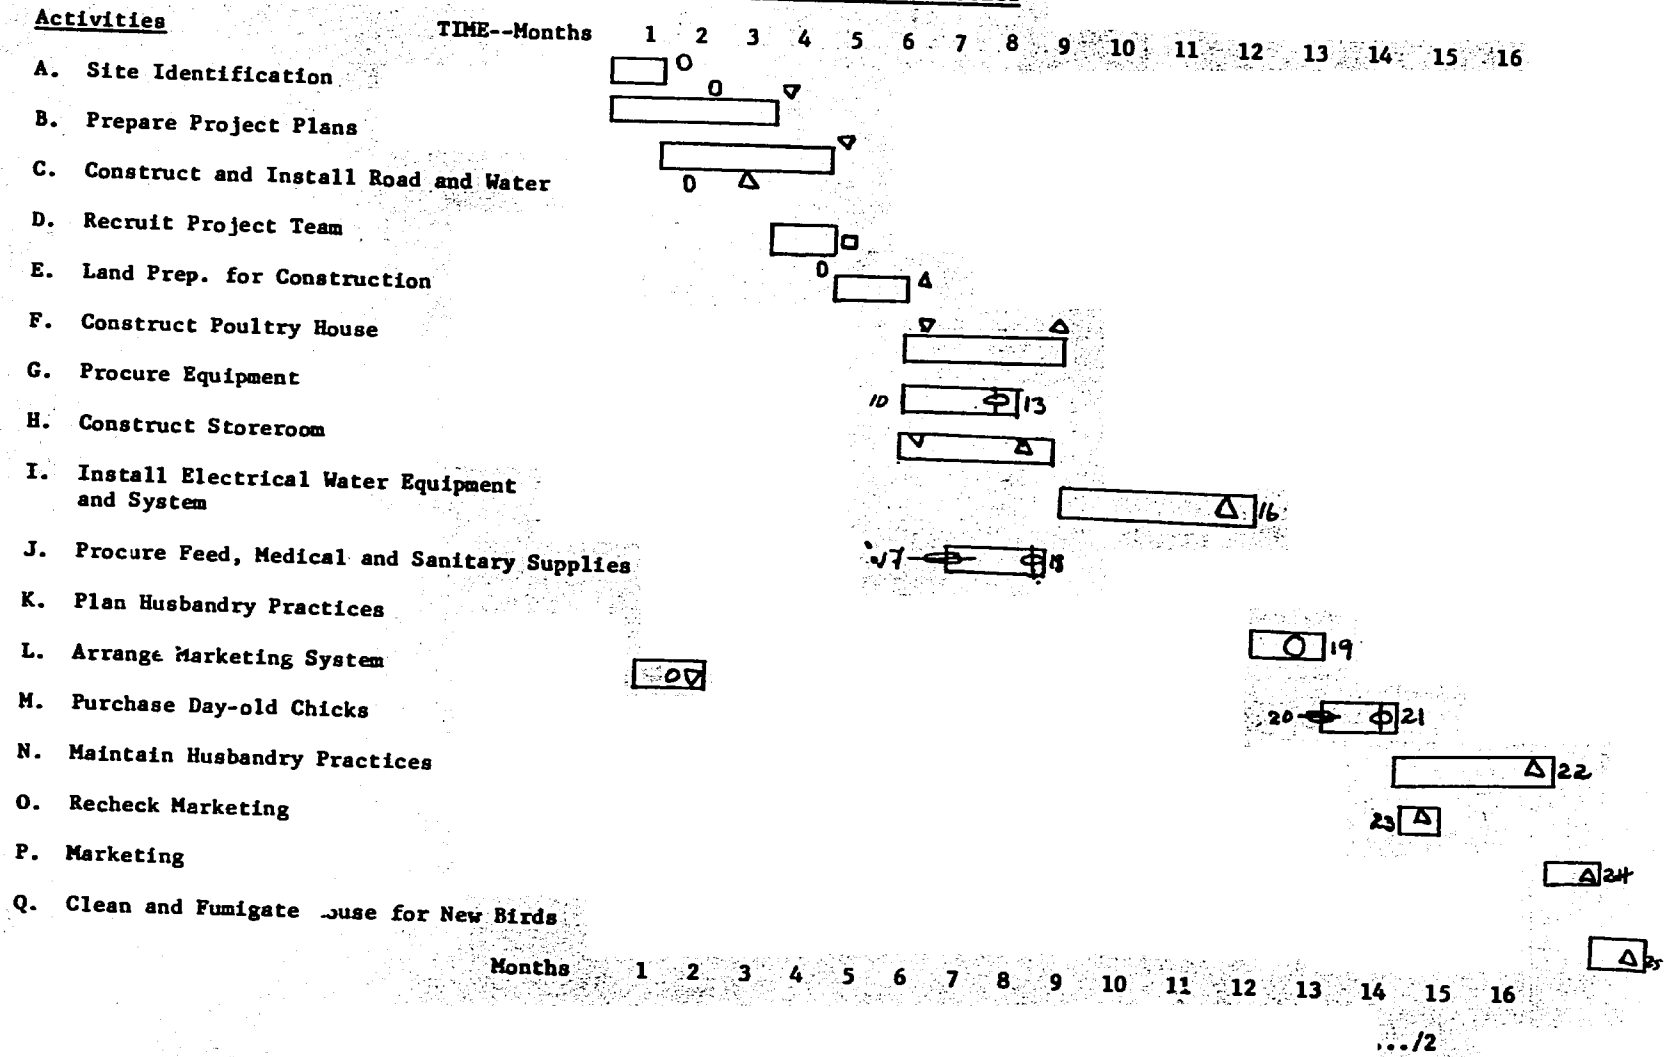 Activities
TIME--Months 1 2 3 4 5 6 7 8 9 10 11 12 13 14 15 16
A. Site Identification
B. Prepare Project Plans
C. Construct and Install Road and Water
D. Recruit Project Team
E. Land Prep. for Construction
F. Construct Poultry House
G. Procure Equipment
10 13
H. Construct Storeroom
I. Install Electrical Water Equipment
and System
16
J. Procure Feed, Medical and Sanitary Supplies
17 18
K. Plan Husbandry Practices
19
L. Arrange Marketing System
M. Purchase Day-old Chicks
20 21
N. Maintain Husbandry Practices
22
O. Recheck Marketing
23
P. Marketing
24
Q. Clean and Fumigate ouse for New Birds
25
Months 1 2 3 4 5 6 7 8 9 10 11 12 13 14 15 16
.../2